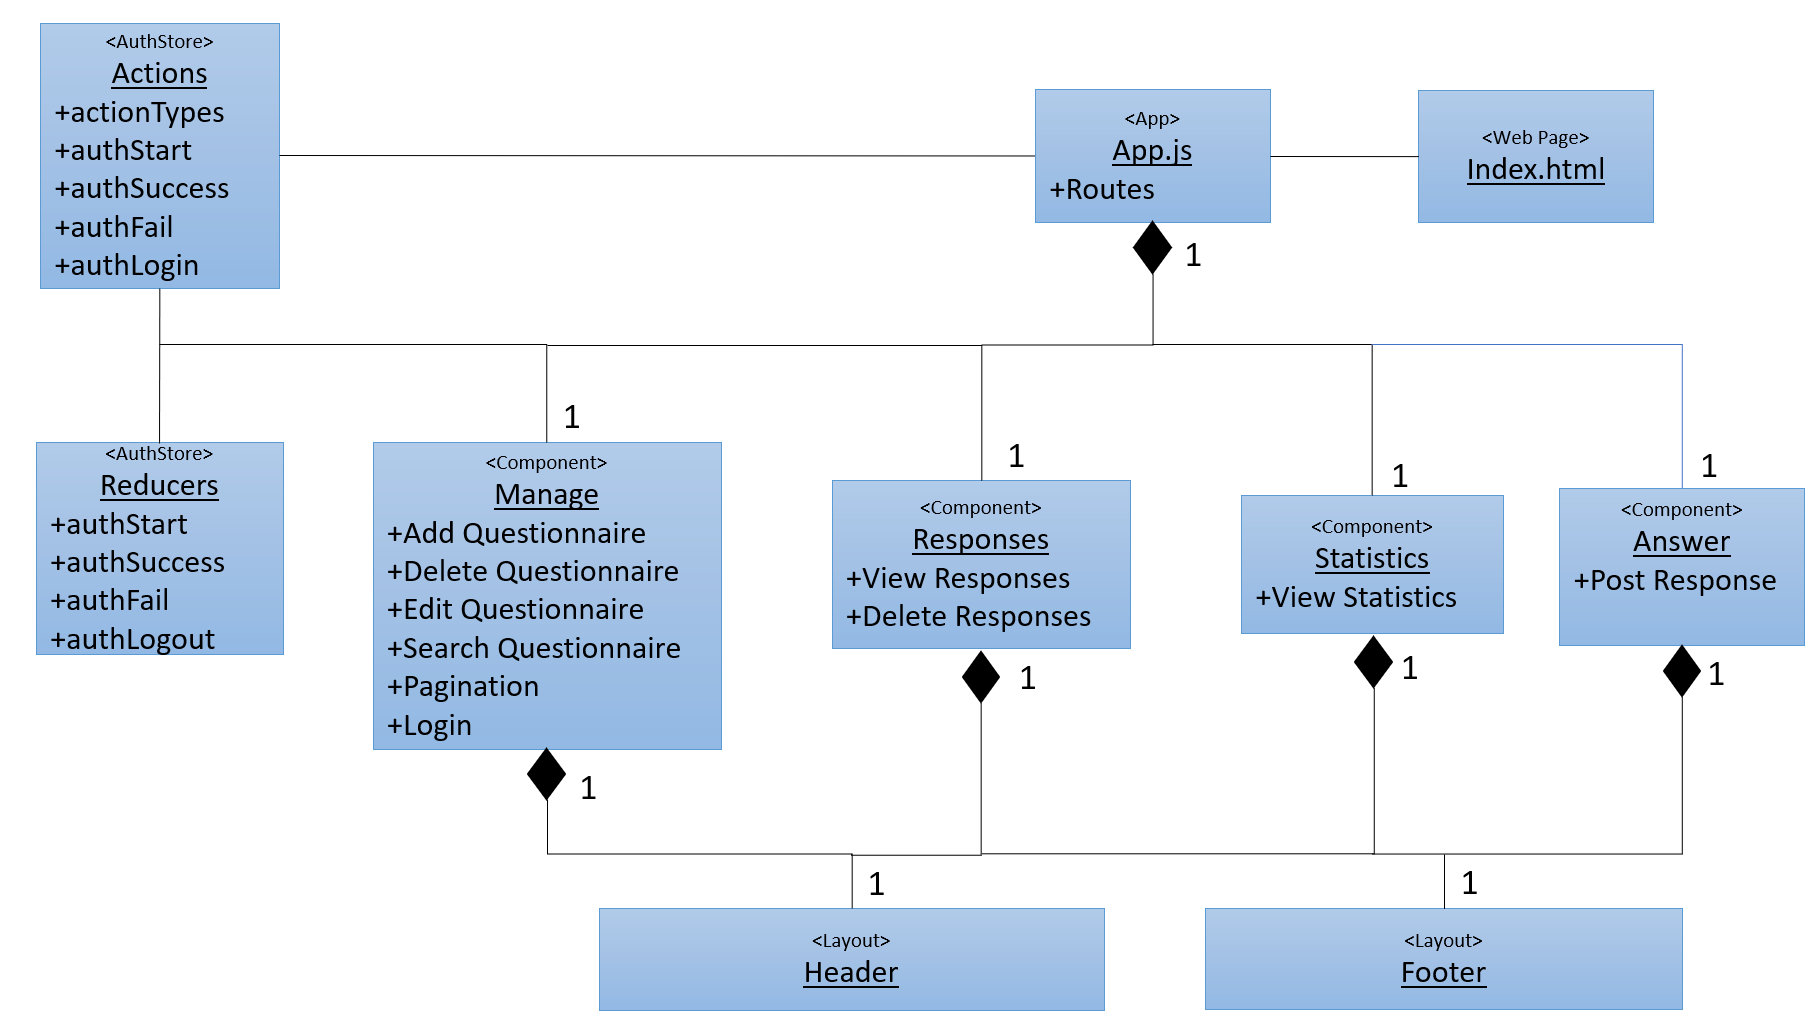 <AuthStore>
Actions
+actionTypes
+authStart
+authSuccess
+authFail
+authLogin
<App>
App.js
+Routes
1
<Web Page>
Index.html
<AuthStore>
Reducers
+authStart
+authSuccess
+authFail
+authLogout
1
<Component>
Manage
+Add Questionnaire
+Delete Questionnaire
+Edit Questionnaire
+Search Questionnaire
+Pagination
+Login
1
1
<Component>
Responses
+View Responses
+Delete Responses
1
1
<Component>
Statistics
+View Statistics
1
1
<Component>
Answer
+Post Response
1
1
<Layout>
Header
1
<Layout>
Footer